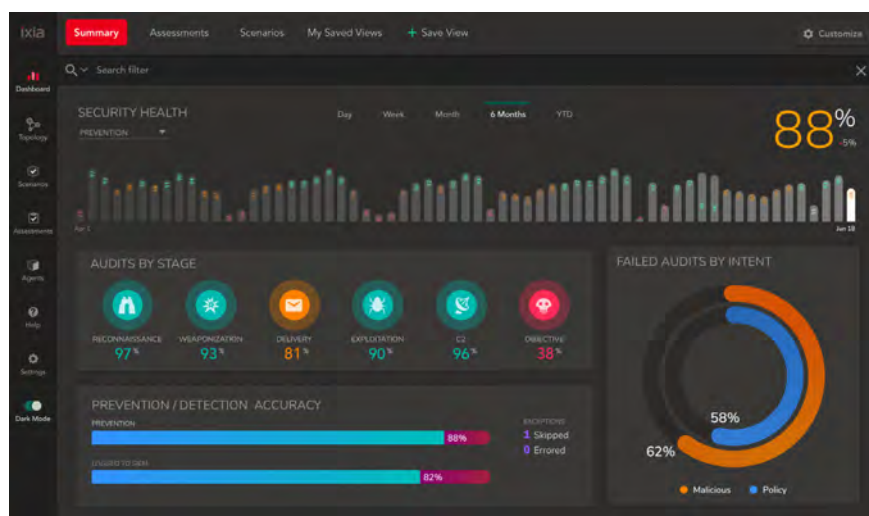 ixia
Summary
Assessments
Scenarios
My Saved Views
+ Save View
Customize
Search filter
Dashboard
Topology
Scenarios
Assessments
Agents
Help
Settings
Dark Mode
SECURITY HEALTH
PREVENTION
Day
Week
Month
6 Months
YTD
88%
-5%
Jun 18
AUDITS BY STAGE
RECONNAISSANCE
97%
WEAPONIZATION
93%
DELIVERY
81%
EXPLOITATION
90%
C2
96%
OBJECTIVE
38%
PREVENTION / DETECTION ACCURACY
PREVENTION
88%
82%
EXCEPTIONS
1 Skipped
0 Errored
FAILED AUDITS BY INTENT
58%
62%
Malicious
Policy